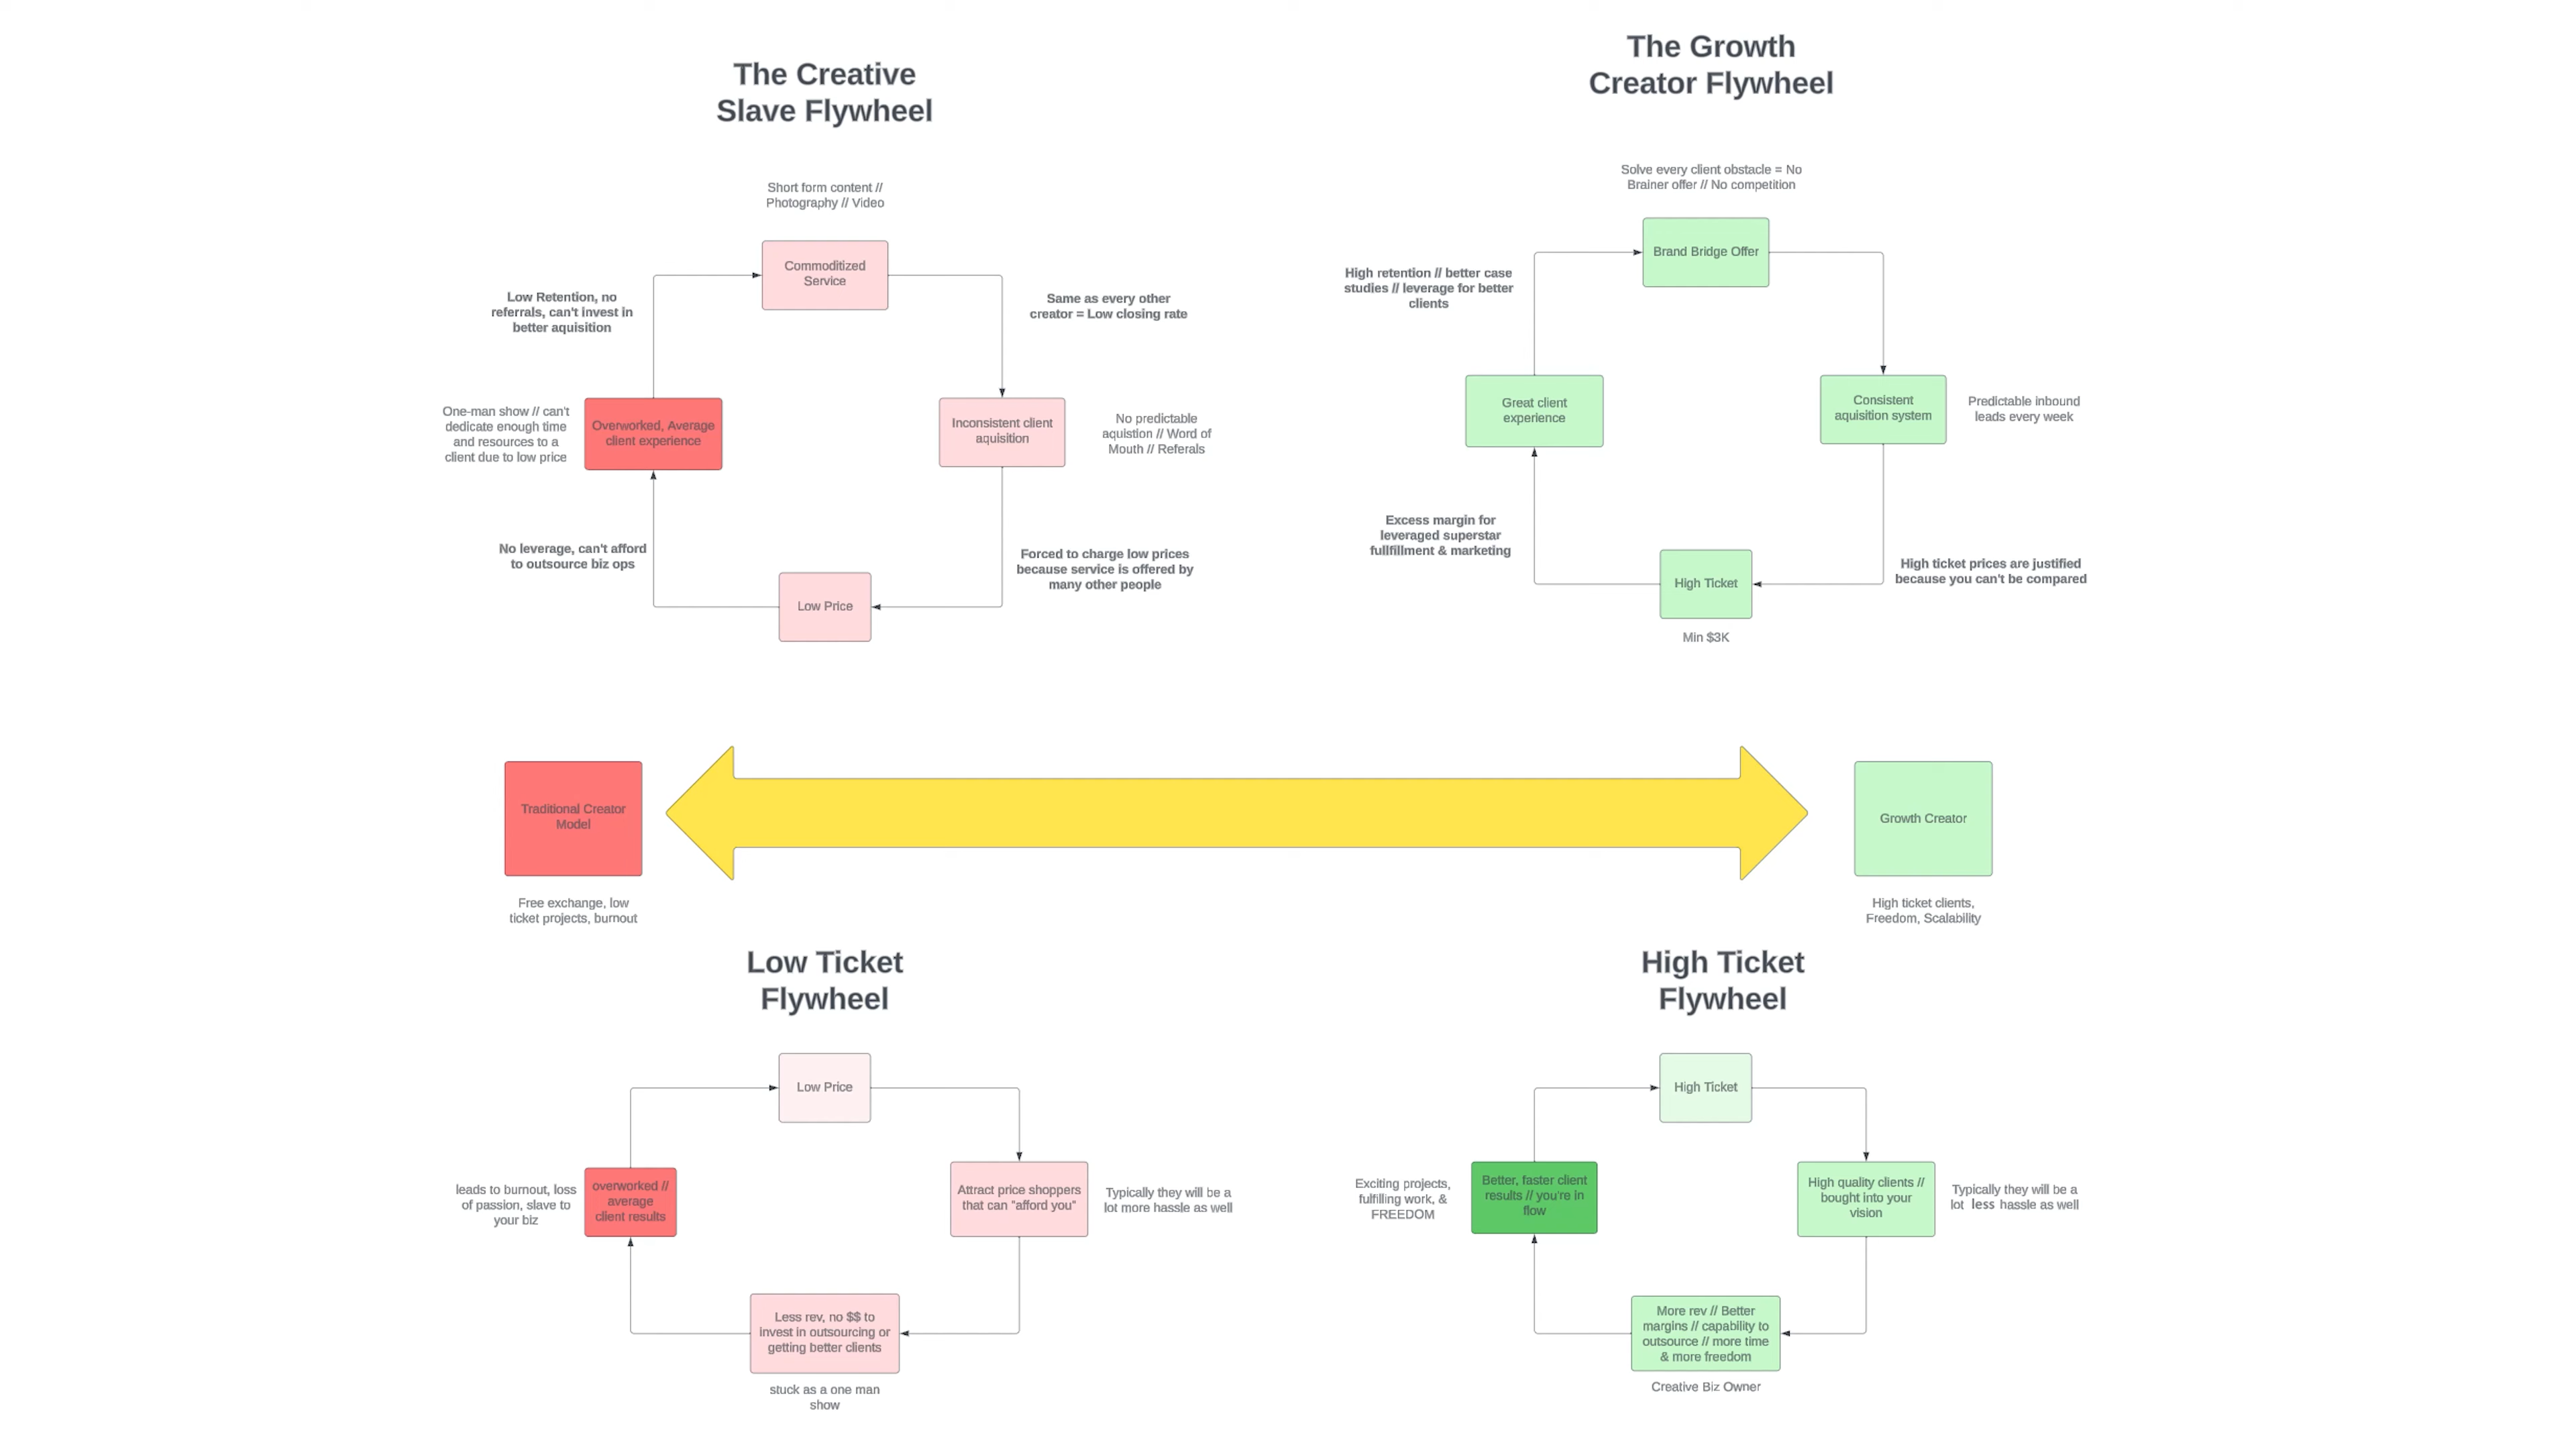 The Creative
Slave Flywheel
Short form content //
Photography // Video
Commoditized
Service
Low Retention, no
referrals, can't invest in
better aquisition
Same as every other
creator = Low closing rate
One-man show // can't
dedicate enough time
and resources to a
client due to low price
Overworked, Average
client experience
Inconsistent client
aquisition
No predictable
aquistion // Word of
Mouth // Referals
No leverage, can't afford
to outsource biz ops
Forced to charge low prices
because service is offered by
many other people
Low Price
The Growth
Creator Flywheel
Solve every client obstacle = No
Brainer offer // No competition
Brand Bridge Offer
High retention // better case
studies // leverage for better
clients
Great client
experience
Consistent
aquisition system
Predictable inbound
leads every week
Excess margin for
leveraged superstar
fullfillment & marketing
High Ticket
High ticket prices are justified
because you can't be compared
Min $3K
Traditional Creator
Model
Free exchange, low
ticket projects, burnout
Growth Creator
High ticket clients,
Freedom, Scalability
Low Ticket
Flywheel
Low Price
leads to burnout, loss
of passion, slave to
your biz
overworked //
average
client results
Attract price shoppers
that can "afford you"
Typically they will be a
lot more hassle as well
Less rev, no $$ to
invest in outsourcing or
getting better clients
stuck as a one man
show
High Ticket
Flywheel
High Ticket
Exciting projects,
fulfilling work, &
FREEDOM
Better, faster client
results // you're in
flow
High quality clients //
bought into your
vision
Typically they will be a
lot less hassle as well
More rev // Better
margins // capability to
outsource // more time
& more freedom
Creative Biz Owner